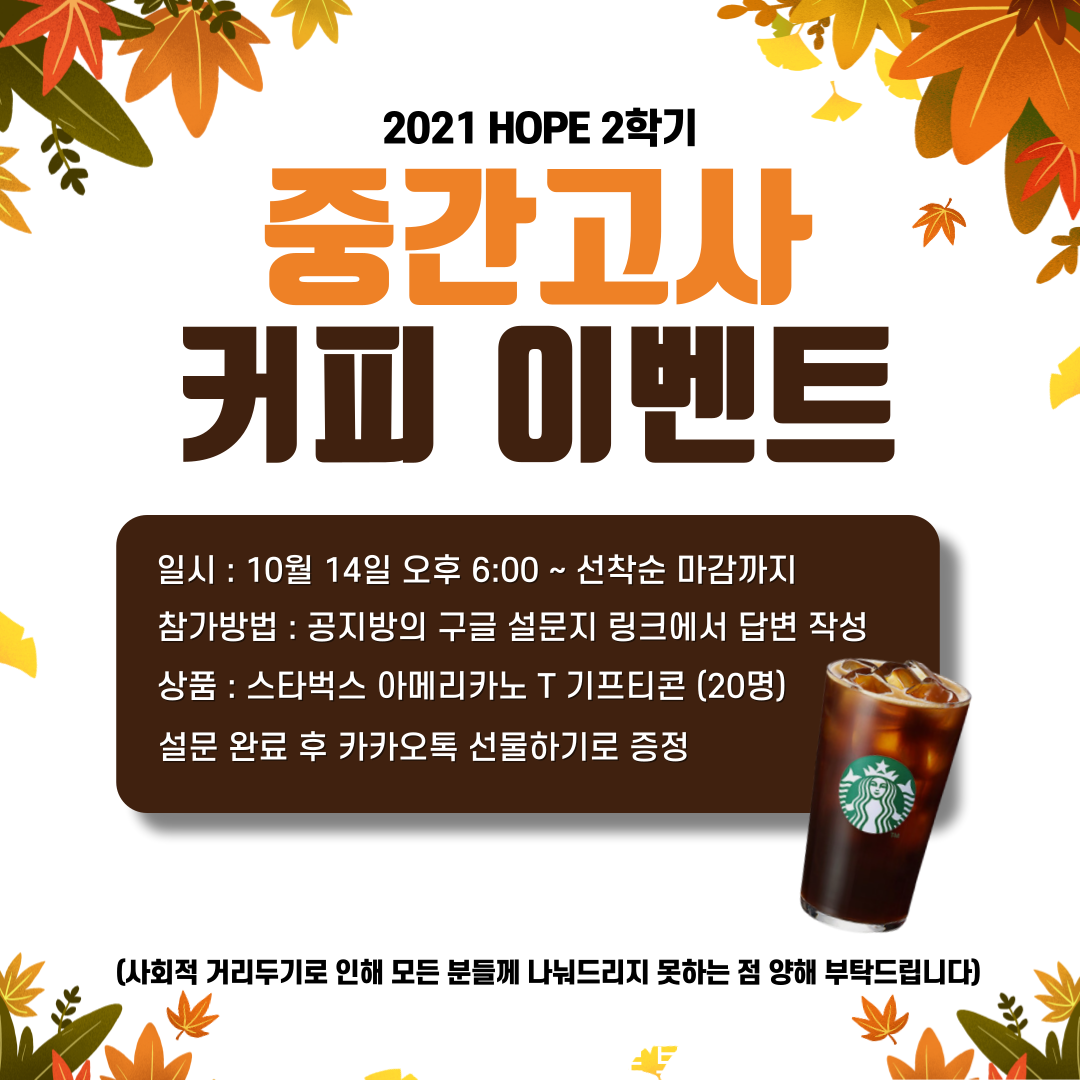 2021 HOPE 2학기
중간고사
커피 이벤트
일시 : 10월 14일 오후 6:00 ~ 선착순 마감까지
참가방법 : 공지방의 구글 설문지 링크에서 답변 작성
상품 : 스타벅스 아메리카노 T 기프티콘 (20명)
설문 완료 후 카카오톡 선물하기로 증정
TM
(사회적 거리두기로 인해 모든 분들께 나눠드리지 못하는 점 양해 부탁드립니다)